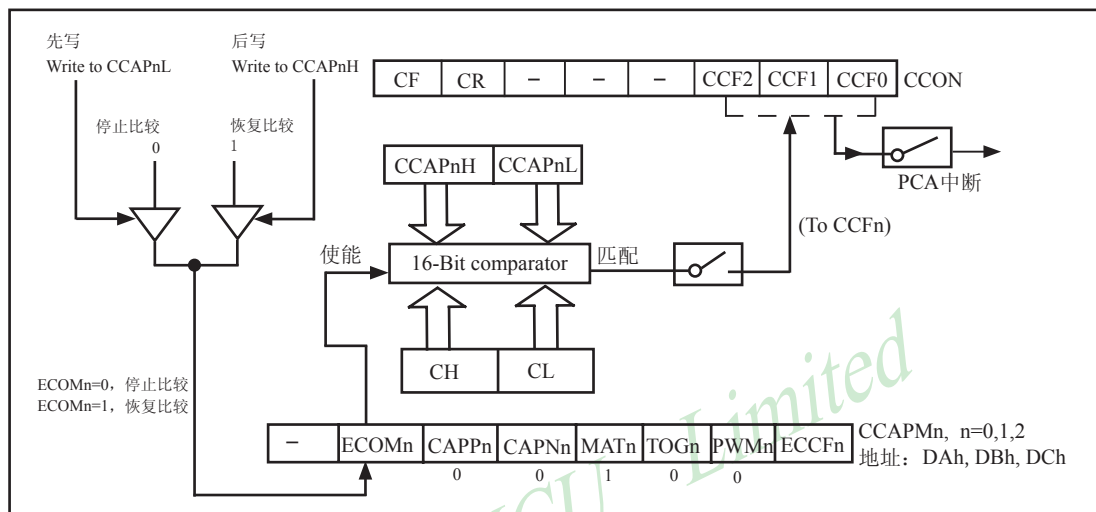 先写
Write to CCAPnL
后写
Write to CCAPnH
CF CR – – – CCF2 CCF1 CCF0 CCON
停止比较
0
恢复比较
1
CCAPnH CCAPnL
PCA中断
(To CCFn)
使能
16-Bit comparator
匹配
CH CL
ECOMn=0, 停止比较
ECOMn=1, 恢复比较
– ECOMn CAPPn CAPNn MATn TOGn PWMn ECCFn
0 0 1 0 0
CCAPMn, n=0,1,2
地址: DAh, DBh, DCh
MCU Limited